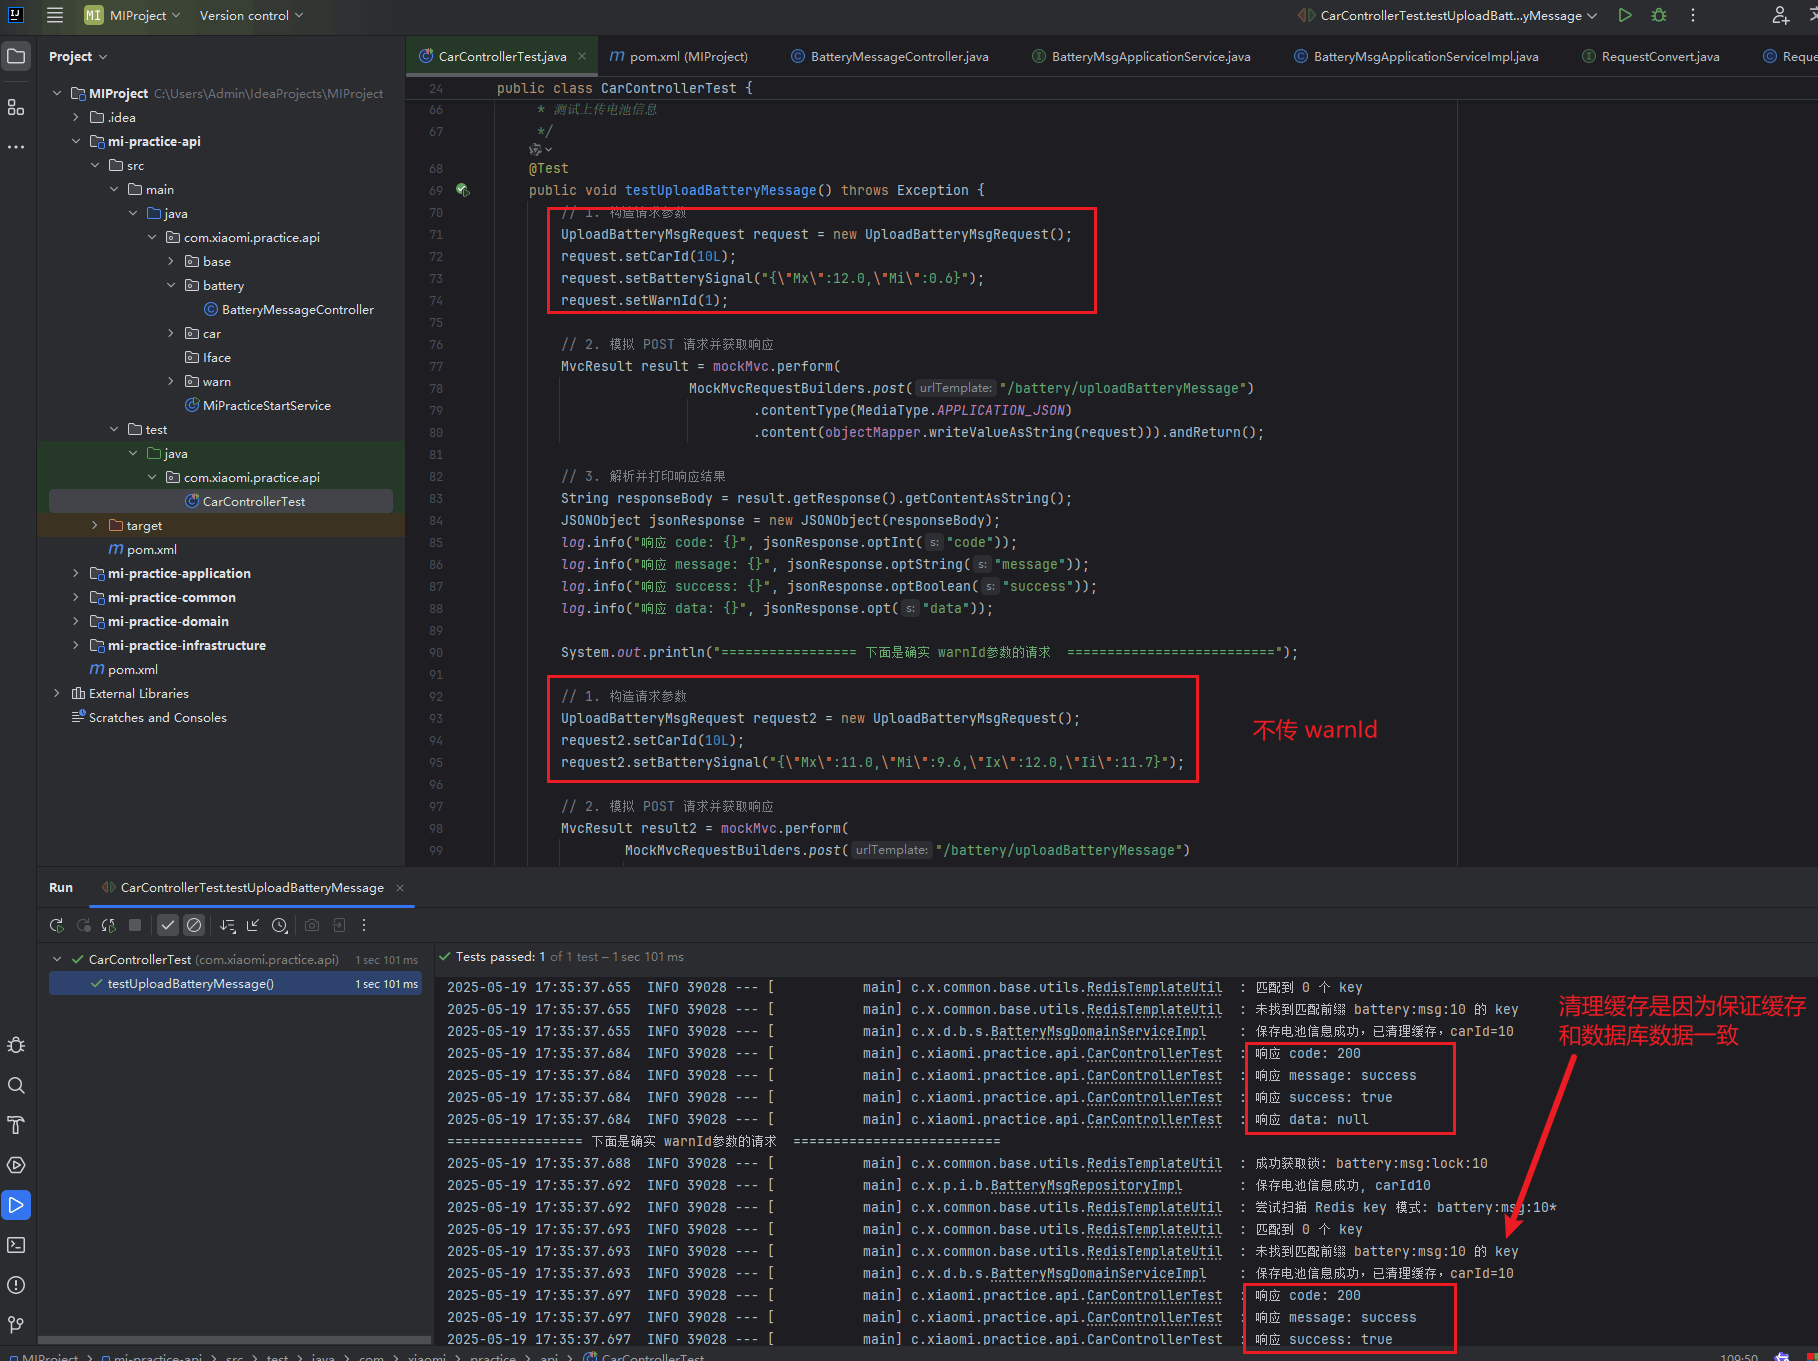 MI MIProject Version control CarControllerTest.testUploadBatt...yMessage
Project CarControllerTest.java pom.xml (MIProject) BatteryMessageController.java BatteryMsgApplicationService.java BatteryMsgApplicationServiceImpl.java RequestConvert.java Reque
MIProject C:\Users\Admin\IdeaProjects\MIProject
.idea
mi-practice-api
src
main
java
com.xiaomi.practice.api
base
battery
BatteryMessageController
car
Iface
warn
MiPracticeStartService
test
java
com.xiaomi.practice.api
CarControllerTest
target
pom.xml
mi-practice-application
mi-practice-common
mi-practice-domain
mi-practice-infrastructure
pom.xml
External Libraries
Scratches and Consoles
24 public class CarControllerTest {
66 * 测试上传电池信息
67 */
68 @Test
69 public void testUploadBatteryMessage() throws Exception {
70 // 1. 构造请求参数
71 UploadBatteryMsgRequest request = new UploadBatteryMsgRequest();
72 request.setCarId(10L);
73 request.setBatterySignal("{\"Mx\":12.0,\"Mi\":0.6}");
74 request.setWarnId(1);
75
76 // 2. 模拟 POST 请求并获取响应
77 MvcResult result = mockMvc.perform(
78 MockMvcRequestBuilders.post( urlTemplate: "/battery/uploadBatteryMessage")
79 .contentType(MediaType.APPLICATION_JSON)
80 .content(objectMapper.writeValueAsString(request))).andReturn();
81
82 // 3. 解析并打印响应结果
83 String responseBody = result.getResponse().getContentAsString();
84 JSONObject jsonResponse = new JSONObject(responseBody);
85 log.info("响应 code: {}", jsonResponse.optInt( s: "code"));
86 log.info("响应 message: {}", jsonResponse.optString( s: "message"));
87 log.info("响应 success: {}", jsonResponse.optBoolean( s: "success"));
88 log.info("响应 data: {}", jsonResponse.opt( s: "data"));
89
90 System.out.println("================= 下面是确实 warnId参数的请求 ==========================");
91
92 // 1. 构造请求参数
93 UploadBatteryMsgRequest request2 = new UploadBatteryMsgRequest();
94 request2.setCarId(10L);
95 request2.setBatterySignal("{\"Mx\":11.0,\"Mi\":9.6,\"Ix\":12.0,\"Ii\":11.7}");
96
97 // 2. 模拟 POST 请求并获取响应
98 MvcResult result2 = mockMvc.perform(
99 MockMvcRequestBuilders.post( urlTemplate: "/battery/uploadBatteryMessage")
不传 warnId
Run CarControllerTest.testUploadBatteryMessage
CarControllerTest (com.xiaomi.practice.api) 1 sec 101 ms
testUploadBatteryMessage() 1 sec 101 ms
Tests passed: 1 of 1 test – 1 sec 101 ms
2025-05-19 17:35:37.655 INFO 39028 --- [ main] c.x.common.base.utils.RedisTemplateUtil : 匹配到 0 个 key
2025-05-19 17:35:37.655 INFO 39028 --- [ main] c.x.common.base.utils.RedisTemplateUtil : 未找到匹配前缀 battery:msg:10 的 key
2025-05-19 17:35:37.655 INFO 39028 --- [ main] c.x.d.b.s.BatteryMsgDomainServiceImpl : 保存电池信息成功，已清理缓存，carId=10
2025-05-19 17:35:37.684 INFO 39028 --- [ main] c.xiaomi.practice.api.CarControllerTest : 响应 code: 200
2025-05-19 17:35:37.684 INFO 39028 --- [ main] c.xiaomi.practice.api.CarControllerTest : 响应 message: success
2025-05-19 17:35:37.684 INFO 39028 --- [ main] c.xiaomi.practice.api.CarControllerTest : 响应 success: true
2025-05-19 17:35:37.684 INFO 39028 --- [ main] c.xiaomi.practice.api.CarControllerTest : 响应 data: null
================= 下面是确实 warnId参数的请求 ==========================
2025-05-19 17:35:37.688 INFO 39028 --- [ main] c.x.common.base.utils.RedisTemplateUtil : 成功获取锁: battery:msg:lock:10
2025-05-19 17:35:37.692 INFO 39028 --- [ main] c.x.p.i.b.BatteryMsgRepositoryImpl : 保存电池信息成功, carId10
2025-05-19 17:35:37.692 INFO 39028 --- [ main] c.x.common.base.utils.RedisTemplateUtil : 尝试扫描 Redis key 模式: battery:msg:10*
2025-05-19 17:35:37.693 INFO 39028 --- [ main] c.x.common.base.utils.RedisTemplateUtil : 匹配到 0 个 key
2025-05-19 17:35:37.693 INFO 39028 --- [ main] c.x.common.base.utils.RedisTemplateUtil : 未找到匹配前缀 battery:msg:10 的 key
2025-05-19 17:35:37.693 INFO 39028 --- [ main] c.x.d.b.s.BatteryMsgDomainServiceImpl : 保存电池信息成功，已清理缓存，carId=10
2025-05-19 17:35:37.697 INFO 39028 --- [ main] c.xiaomi.practice.api.CarControllerTest : 响应 code: 200
2025-05-19 17:35:37.697 INFO 39028 --- [ main] c.xiaomi.practice.api.CarControllerTest : 响应 message: success
2025-05-19 17:35:37.697 INFO 39028 --- [ main] c.xiaomi.practice.api.CarControllerTest : 响应 success: true
清理缓存是因为保证缓存
和数据库数据一致
MIProject > mi-practice-api > src > test > java > com > xiaomi > practice > api > CarControllerTest 109:50